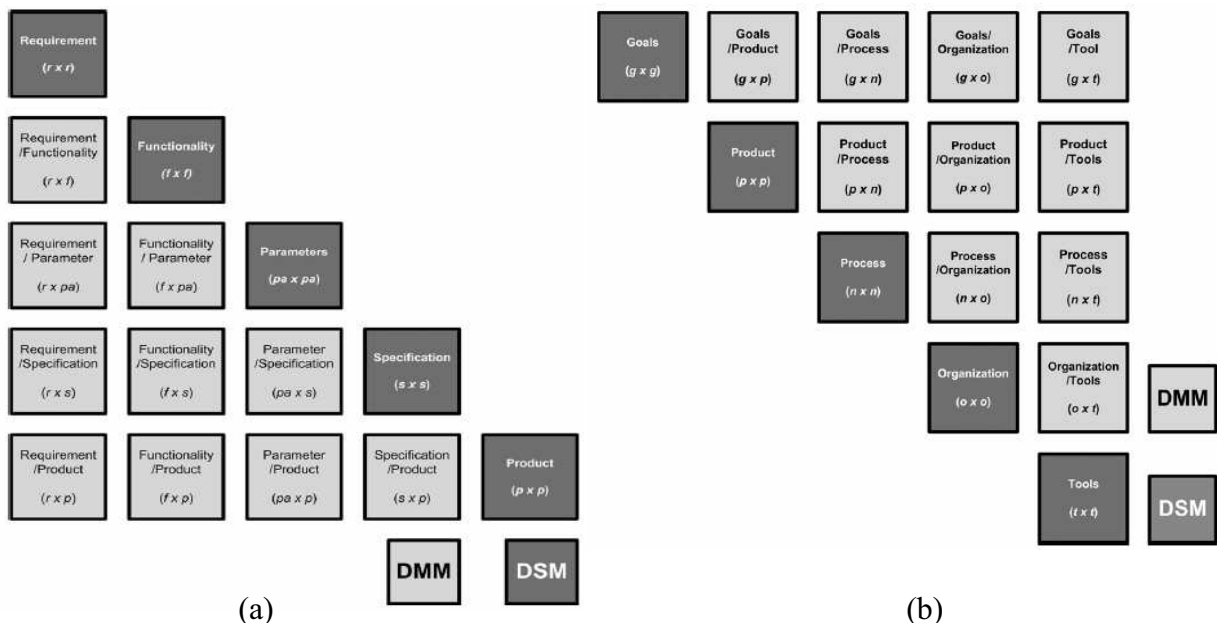 Requirement
(r x r)
Requirement
/Functionality
(r x f)
Functionality
(f x f)
Requirement
/ Parameter
(r x pa)
Functionality
/ Parameter
(f x pa)
Parameters
(pa x pa)
Requirement
/Specification
(r x s)
Functionality
/Specification
(f x s)
Parameter
/Specification
(pa x s)
Specification
(s x s)
Requirement
/Product
(r x p)
Functionality
/Product
(f x p)
Parameter
/Product
(pa x p)
Specification
/Product
(s x p)
Product
(p x p)
DMM
DSM
(a)
Goals
(g x g)
Goals
/Product
(g x p)
Goals
/Process
(g x n)
Goals/
Organization
(g x o)
Goals
/Tool
(g x t)
Product
(p x p)
Product
/Process
(p x n)
Product
/Organization
(p x o)
Product
/Tools
(p x t)
Process
(n x n)
Process
/Organization
(n x o)
Process
/Tools
(n x t)
Organization
(o x o)
Organization
/Tools
(o x t)
DMM
Tools
(t x t)
DSM
(b)